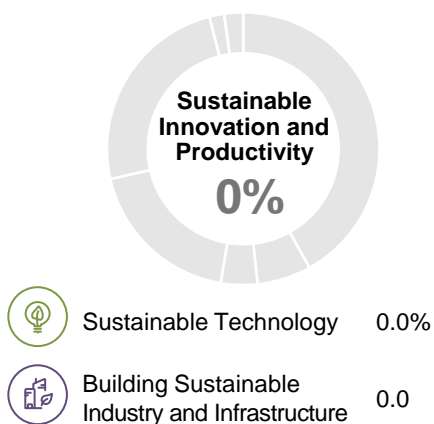 Sustainable
Innovation and
Productivity
0%
Sustainable Technology 0.0%
Building Sustainable
Industry and Infrastructure 0.0